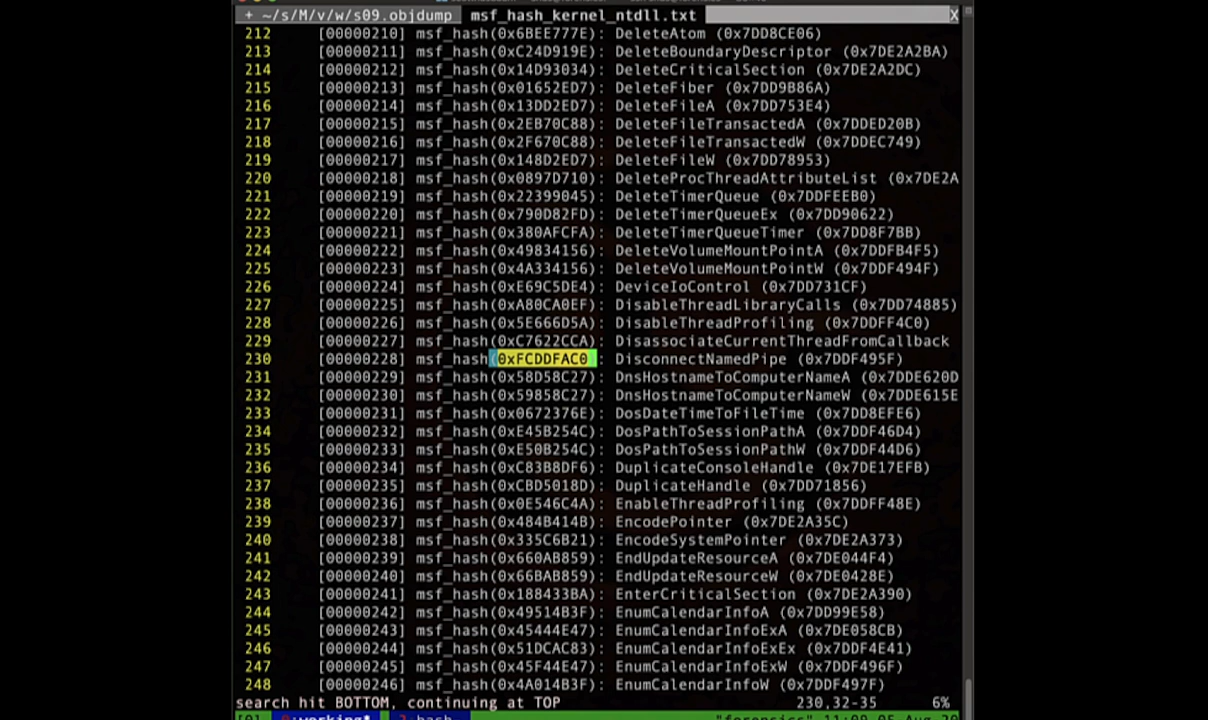 + ~/s/M/v/w/s09.objdump   msf_hash_kernel_ntdll.txt   X
212 [00000210] msf_hash(0x6BEE777E): DeleteAtom (0x7DD8CE06)
213 [00000211] msf_hash(0xC24D919E): DeleteBoundaryDescriptor (0x7DE2A2BA)
214 [00000212] msf_hash(0x14D93034): DeleteCriticalSection (0x7DE2A2DC)
215 [00000213] msf_hash(0x01652ED7): DeleteFiber (0x7DD9B86A)
216 [00000214] msf_hash(0x13DD2ED7): DeleteFileA (0x7DD753E4)
217 [00000215] msf_hash(0x2EB70C88): DeleteFileTransactedA (0x7DDED20B)
218 [00000216] msf_hash(0x2F670C88): DeleteFileTransactedW (0x7DDEC749)
219 [00000217] msf_hash(0x148D2ED7): DeleteFileW (0x7DD78953)
220 [00000218] msf_hash(0x0897D710): DeleteProcThreadAttributeList (0x7DE2A
221 [00000219] msf_hash(0x22399045): DeleteTimerQueue (0x7DDFEEB0)
222 [00000220] msf_hash(0x790D82FD): DeleteTimerQueueEx (0x7DD90622)
223 [00000221] msf_hash(0x380AFCFA): DeleteTimerQueueTimer (0x7DD8F7BB)
224 [00000222] msf_hash(0x49834156): DeleteVolumeMountPointA (0x7DDFB4F5)
225 [00000223] msf_hash(0x4A334156): DeleteVolumeMountPointW (0x7DDF494F)
226 [00000224] msf_hash(0xE69C5DE4): DeviceIoControl (0x7DD731CF)
227 [00000225] msf_hash(0xA80CA0EF): DisableThreadLibraryCalls (0x7DD74885)
228 [00000226] msf_hash(0x5E666D5A): DisableThreadProfiling (0x7DDFF4C0)
229 [00000227] msf_hash(0xC7622CCA): DisassociateCurrentThreadFromCallback
230 [00000228] msf_hash(0xFCDDFAC0): DisconnectNamedPipe (0x7DDF495F)
231 [00000229] msf_hash(0x58D58C27): DnsHostnameToComputerNameA (0x7DDE620D
232 [00000230] msf_hash(0x59858C27): DnsHostnameToComputerNameW (0x7DDE615E
233 [00000231] msf_hash(0x0672376E): DosDateTimeToFileTime (0x7DD8EFE6)
234 [00000232] msf_hash(0xE45B254C): DosPathToSessionPathA (0x7DDF46D4)
235 [00000233] msf_hash(0xE50B254C): DosPathToSessionPathW (0x7DDF44D6)
236 [00000234] msf_hash(0xC83B8DF6): DuplicateConsoleHandle (0x7DE17EFB)
237 [00000235] msf_hash(0xCBD5018D): DuplicateHandle (0x7DD71856)
238 [00000236] msf_hash(0x0E546C4A): EnableThreadProfiling (0x7DDFF48E)
239 [00000237] msf_hash(0x484B414B): EncodePointer (0x7DE2A35C)
240 [00000238] msf_hash(0x335C6B21): EncodeSystemPointer (0x7DE2A373)
241 [00000239] msf_hash(0x660AB859): EndUpdateResourceA (0x7DE044F4)
242 [00000240] msf_hash(0x66BAB859): EndUpdateResourceW (0x7DE0428E)
243 [00000241] msf_hash(0x188433BA): EnterCriticalSection (0x7DE2A390)
244 [00000242] msf_hash(0x49514B3F): EnumCalendarInfoA (0x7DD99E58)
245 [00000243] msf_hash(0x45444E47): EnumCalendarInfoExA (0x7DE058CB)
246 [00000244] msf_hash(0x51DCAC83): EnumCalendarInfoExEx (0x7DDF4E41)
247 [00000245] msf_hash(0x45F44E47): EnumCalendarInfoExW (0x7DDF496F)
248 [00000246] msf_hash(0x4A014B3F): EnumCalendarInfoW (0x7DDF497F)
search hit BOTTOM, continuing at TOP   230,32-35   6%